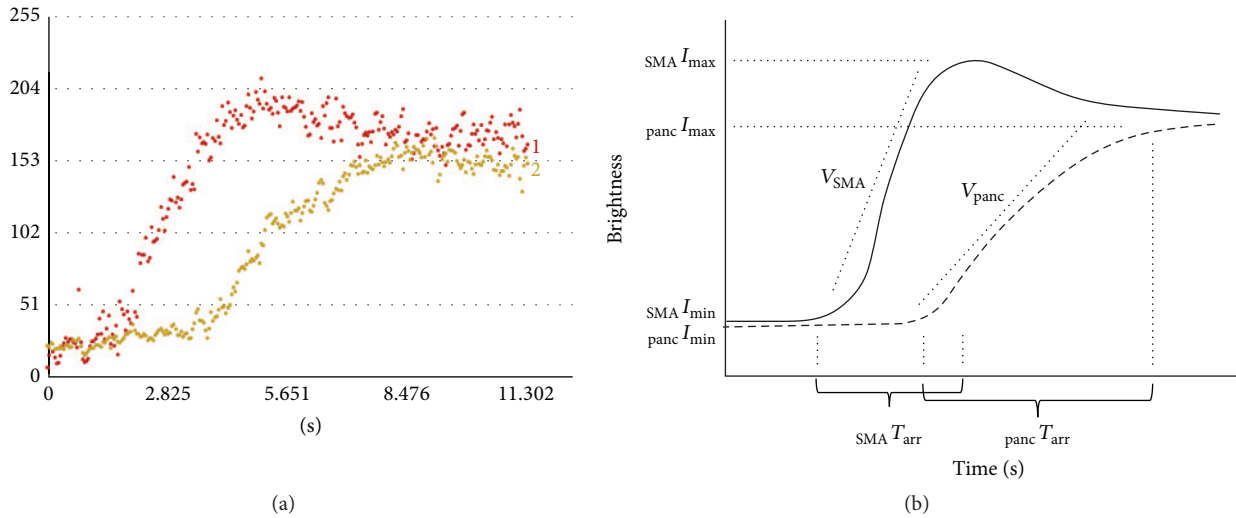 255
204
153
102
51
0
1
2
0 2.825 5.651 8.476 11.302
(s)
(a)
Brightness
SMA Imax
panc Imax
VSMA
Vpanc
SMA Imin
panc Imin
SMA Tarr
panc Tarr
Time (s)
(b)